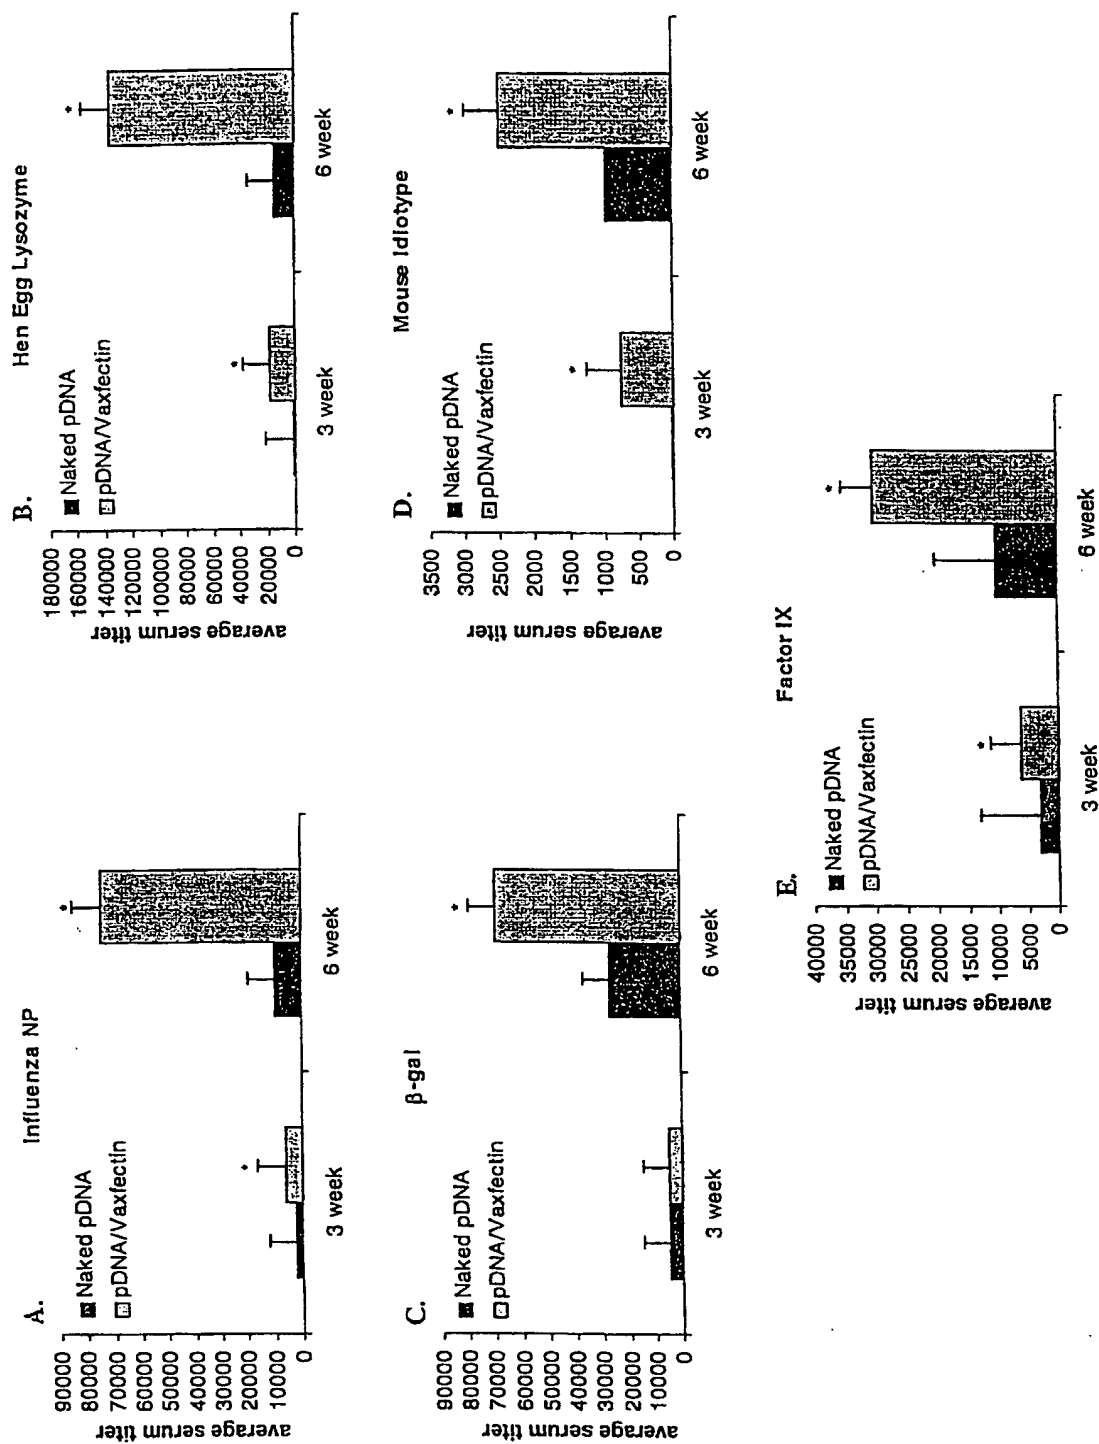 A.
Influenza NP
Naked pDNA
pDNA/Vaxfectin
average serum titer
90000
80000
70000
60000
50000
40000
30000
20000
10000
0
3 week
6 week
*
*
B.
Hen Egg Lysozyme
Naked pDNA
pDNA/Vaxfectin
average serum titer
180000
160000
140000
120000
100000
80000
60000
40000
20000
0
3 week
6 week
*
*
C.
β-gal
Naked pDNA
pDNA/Vaxfectin
average serum titer
90000
80000
70000
60000
50000
40000
30000
20000
10000
0
3 week
6 week
*
D.
Mouse Idiotype
Naked pDNA
pDNA/Vaxfectin
average serum titer
3500
3000
2500
2000
1500
1000
500
0
3 week
6 week
*
*
E.
Factor IX
Naked pDNA
pDNA/Vaxfectin
average serum titer
40000
35000
30000
25000
20000
15000
10000
5000
0
3 week
6 week
*
*